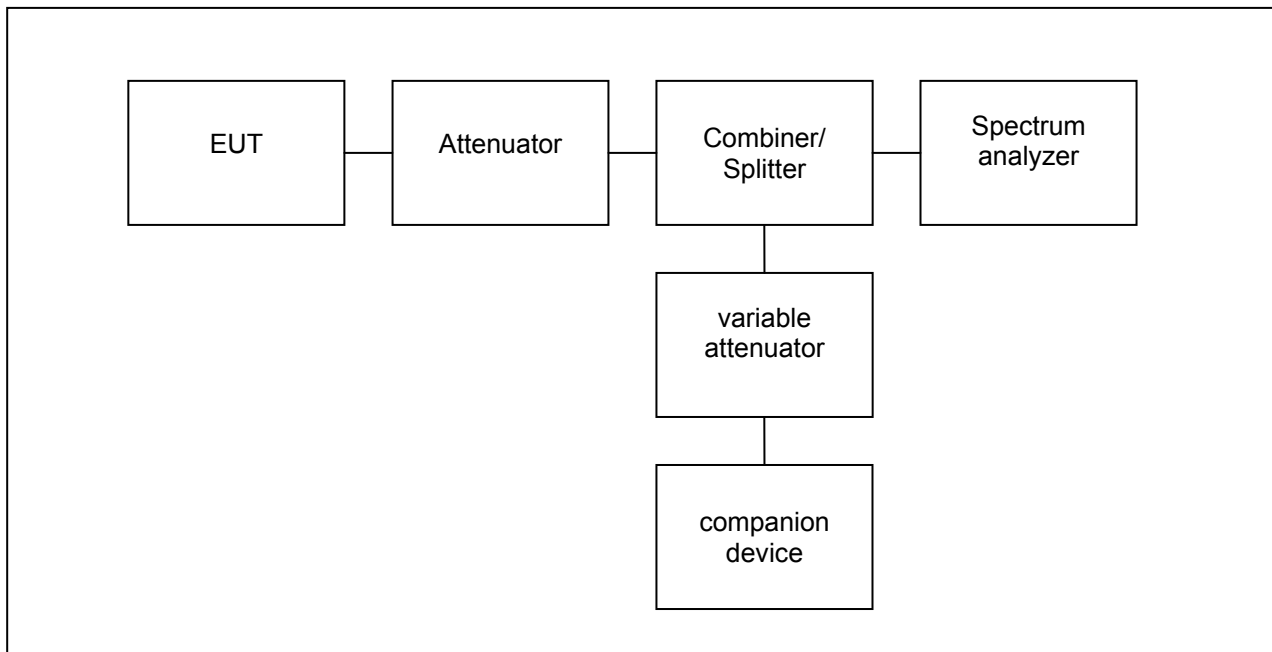 EUT
Attenuator
Combiner/
Splitter
Spectrum
analyzer
variable
attenuator
companion
device